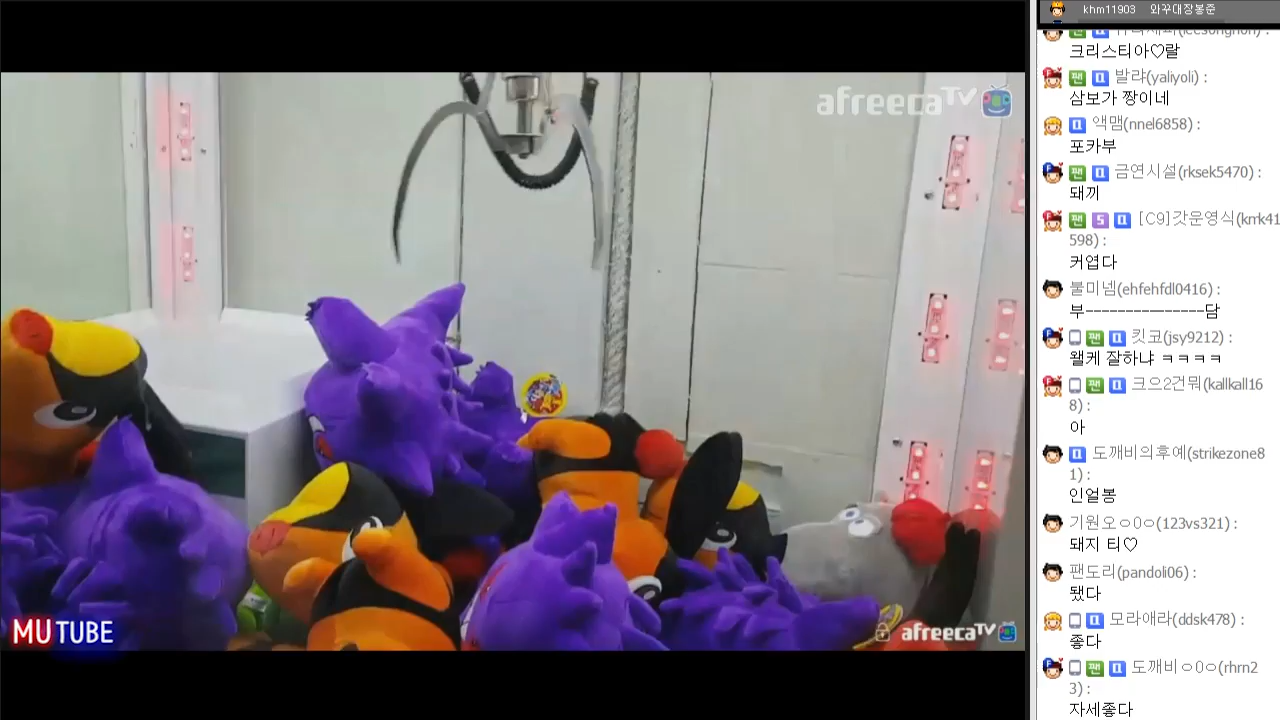 khm11903 와꾸대장봉준
크리스티아♡랄
발랴(yaliyoli) :
삼보가 짱이네
액맴(nnel6858) :
포카부
금연시설(rksek5470) :
돼끼
[C9]갓운영식(krrk41
598) :
커엽다
불미넴(ehfehfdl0416) :
부---------------담
킷코(jsy9212) :
왤케 잘하냐 ㅋㅋㅋㅋ
크으2건뭐(kallkall16
8) :
아
도깨비의후예(strikezone8
1) :
인얼봉
기원오ㅇ0ㅇ(123vs321) :
돼지 티♡
팬도리(pandoli06) :
됐다
모라애라(ddsk478) :
좋다
도깨비ㅇ0ㅇ(rhrn2
3) :
자세좋다
afreecaTV
MUTUBE
afreecaTV